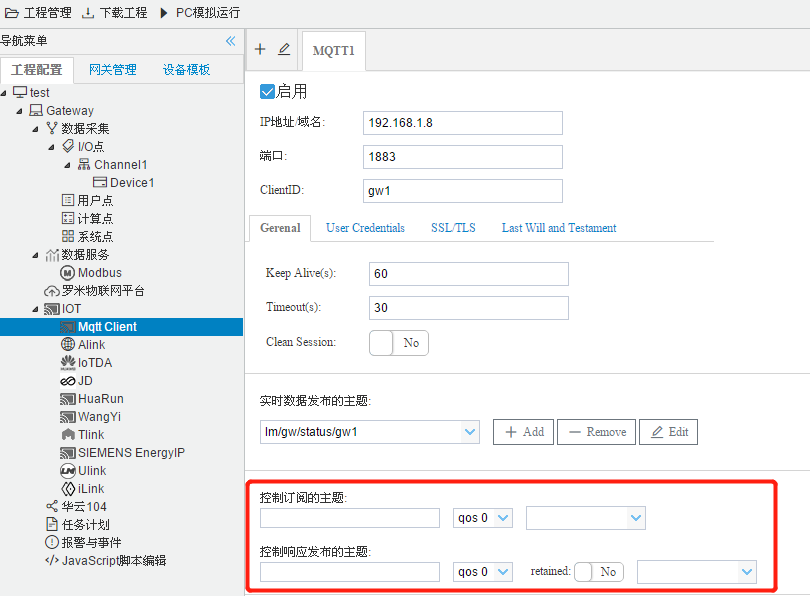 工程管理 下载工程 PC模拟运行
导航菜单
工程配置 网关管理 设备模板
test
Gateway
数据采集
I/O点
Channel1
Device1
用户点
计算点
系统点
数据服务
Modbus
罗米物联网平台
IOT
Mqtt Client
Alink
IoTDA
JD
HuaRun
WangYi
Tlink
SIEMENS EnergyIP
Ulink
iLink
华云104
任务计划
报警与事件
JavaScript脚本编辑
MQTT1
启用
IP地址/域名: 192.168.1.8
端口: 1883
ClientID: gw1
Gerenal User Credentials SSL/TLS Last Will and Testament
Keep Alive(s): 60
Timeout(s): 30
Clean Session: No
实时数据发布的主题:
lm/gw/status/gw1 Add Remove Edit
控制订阅的主题:
qos 0
控制响应发布的主题:
qos 0 retained: No